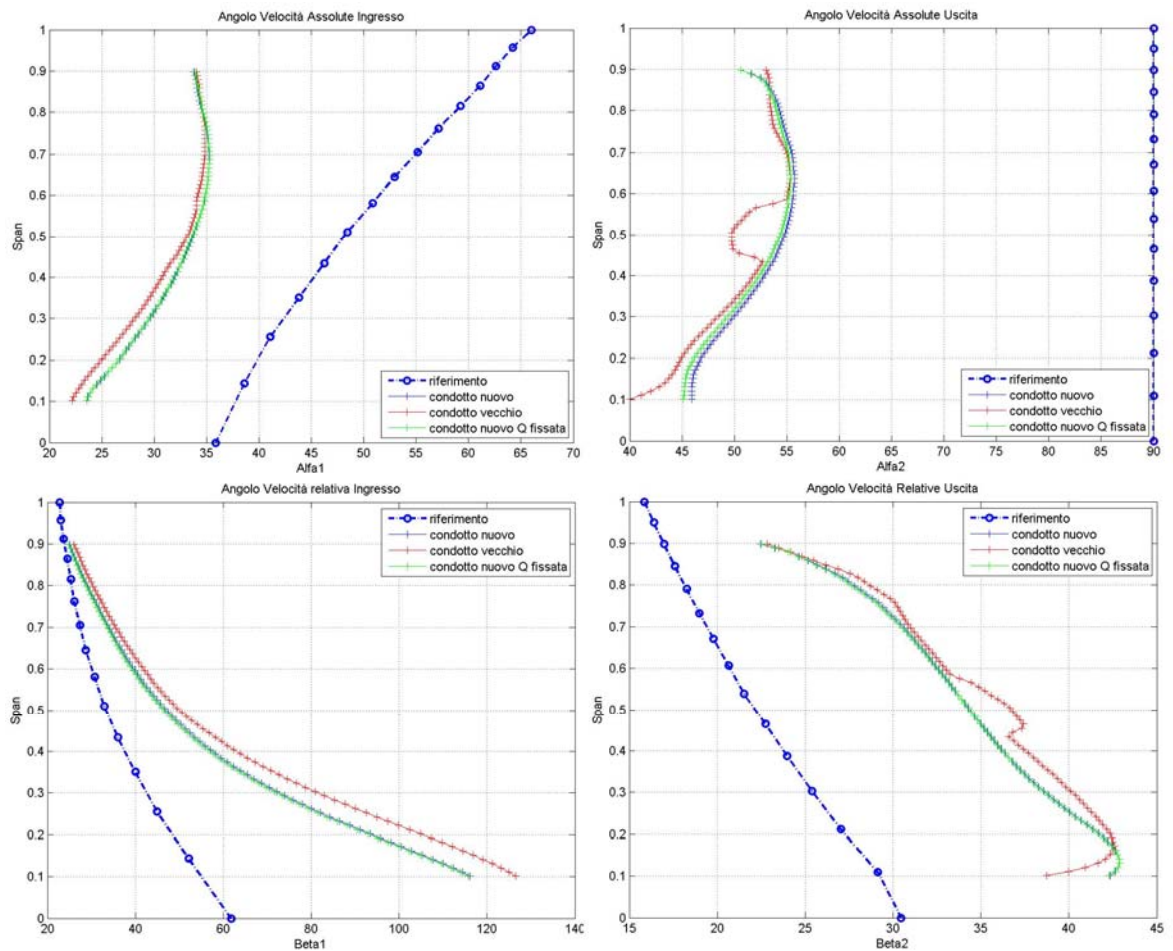 Angolo Velocità Assolute Ingresso
1
0.9
0.8
0.7
0.6
0.5
0.4
0.3
0.2
0.1
0
Span
20 25 30 35 40 45 50 55 60 65 70
Alfa1
riferimento
condotto nuovo
condotto vecchio
condotto nuovo Q fissata
Angolo Velocità Assolute Uscita
1
0.9
0.8
0.7
0.6
0.5
0.4
0.3
0.2
0.1
0
Span
40 45 50 55 60 65 70 75 80 85 90
Alfa2
riferimento
condotto nuovo
condotto vecchio
condotto nuovo Q fissata
Angolo Velocità relativa Ingresso
1
0.9
0.8
0.7
0.6
0.5
0.4
0.3
0.2
0.1
0
Span
20 40 60 80 100 120 140
Beta1
riferimento
condotto nuovo
condotto vecchio
condotto nuovo Q fissata
Angolo Velocità Relative Uscita
1
0.9
0.8
0.7
0.6
0.5
0.4
0.3
0.2
0.1
0
Span
15 20 25 30 35 40 45
Beta2
riferimento
condotto nuovo
condotto vecchio
condotto nuovo Q fissata